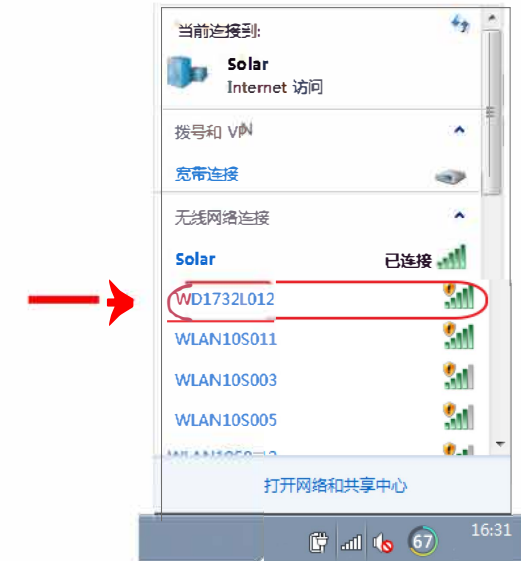 当前连接到:
Solar
Internet 访问
拨号和 VPN
宽带连接
无线网络连接
Solar 已连接
WD1732L012
WLAN10S011
WLAN10S003
WLAN10S005
打开网络和共享中心
67 16:31